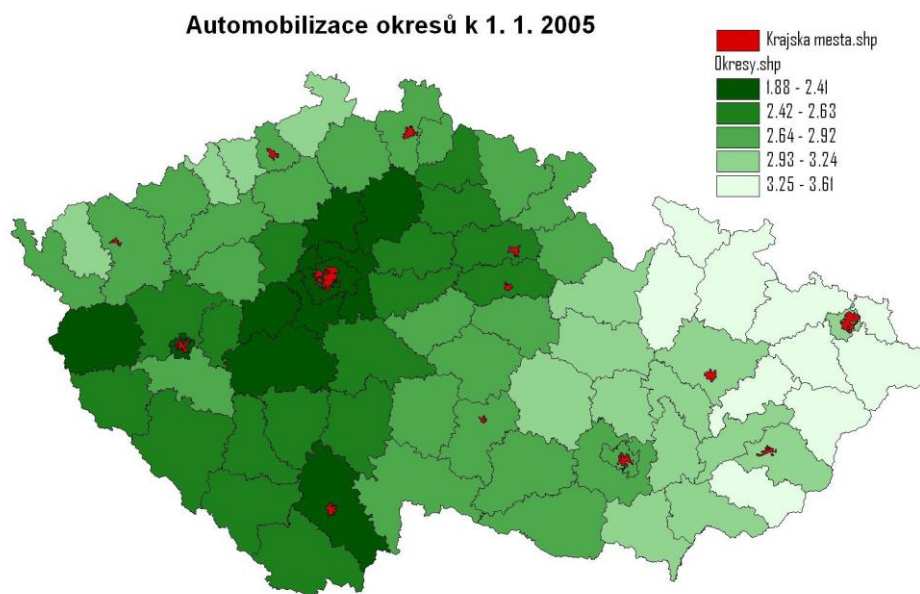 Automobilizace okresů k 1. 1. 2005
Krajska mesta.shp
Okresy.shp
1.88 - 2.41
2.42 - 2.63
2.64 - 2.92
2.93 - 3.24
3.25 - 3.61